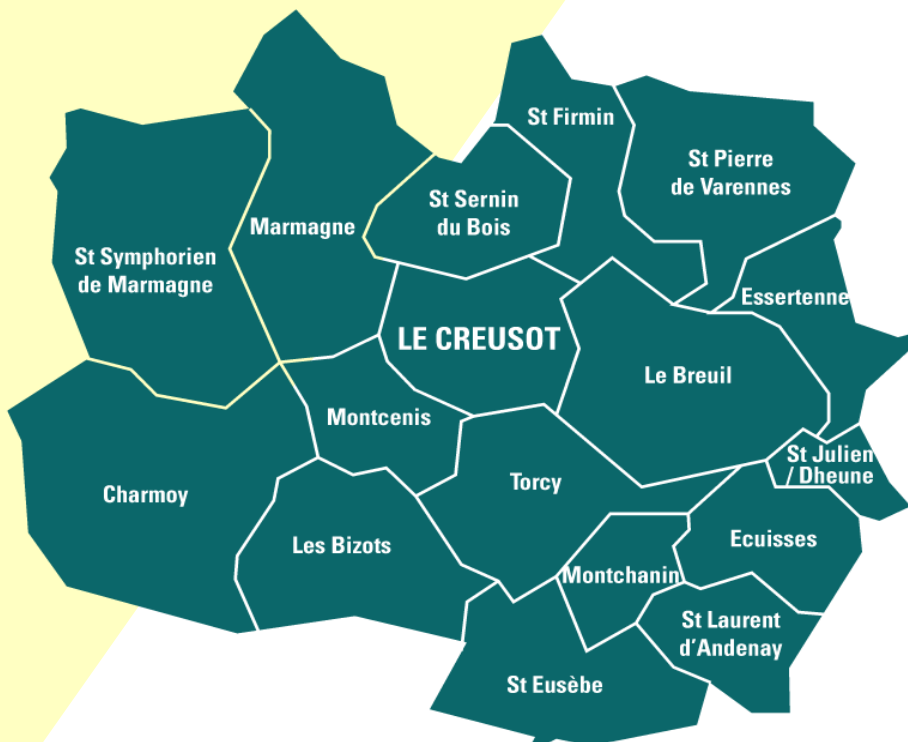 St Firmin
St Pierre
de Varennes
St Sernin
du Bois
Marmagne
St Symphorien
de Marmagne
Essertenne
LE CREUSOT
Le Breuil
Montcenis
St Julien
/ Dheune
Torcy
Charmoy
Ecuisses
Les Bizots
Montchanin
St Laurent
d'Andenay
St Eusèbe